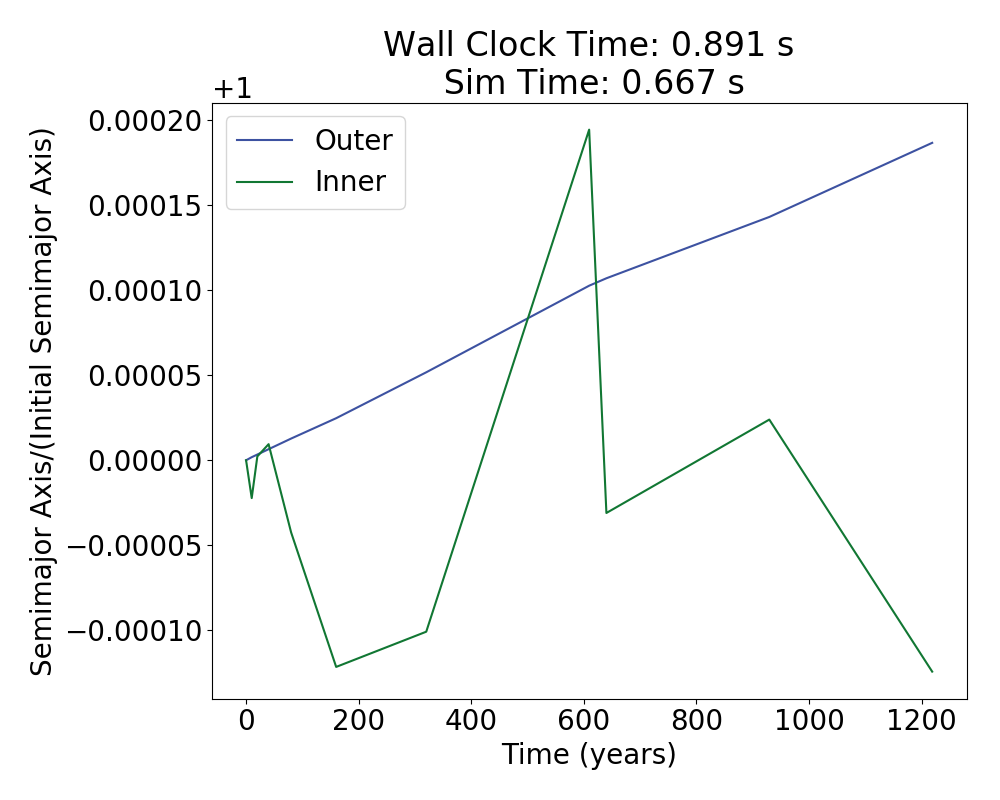 Wall Clock Time: 0.891 s
Sim Time: 0.667 s
+1
0.00020
0.00015
0.00010
0.00005
0.00000
−0.00005
−0.00010
Semimajor Axis/(Initial Semimajor Axis)
Outer
Inner
0 200 400 600 800 1000 1200
Time (years)